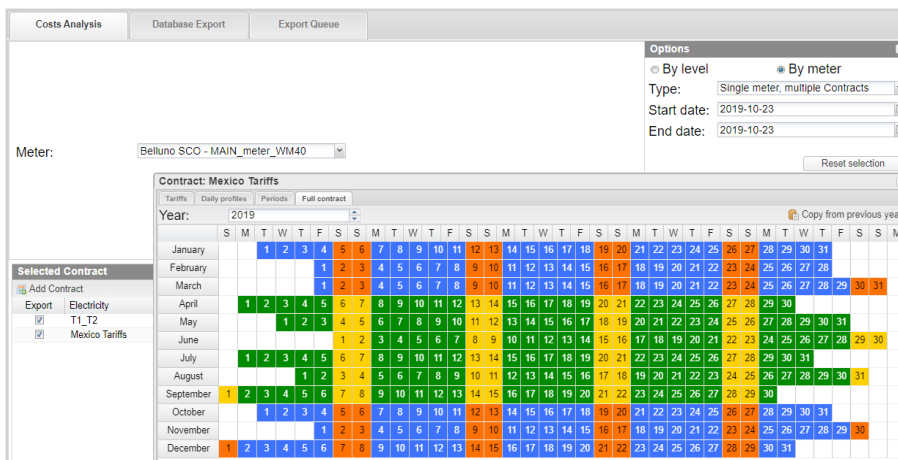 Costs Analysis
Database Export
Export Queue
Options
By level
By meter
Type: Single meter, multiple Contracts
Start date: 2019-10-23
End date: 2019-10-23
Meter: Belluno SCO - MAIN_meter_WM40
Reset selection
Contract: Mexico Tariffs
Tariffs Daily profiles Periods Full contract
Year: 2019
Copy from previous yea
S M T W T F S S M T W T F S S M T W T F S S M T W T F S S M T W T F S S M
January 1 2 3 4 5 6 7 8 9 10 11 12 13 14 15 16 17 18 19 20 21 22 23 24 25 26 27 28 29 30 31
February 1 2 3 4 5 6 7 8 9 10 11 12 13 14 15 16 17 18 19 20 21 22 23 24 25 26 27 28
March 1 2 3 4 5 6 7 8 9 10 11 12 13 14 15 16 17 18 19 20 21 22 23 24 25 26 27 28 29 30 31
April 1 2 3 4 5 6 7 8 9 10 11 12 13 14 15 16 17 18 19 20 21 22 23 24 25 26 27 28 29 30
May 1 2 3 4 5 6 7 8 9 10 11 12 13 14 15 16 17 18 19 20 21 22 23 24 25 26 27 28 29 30 31
June 1 2 3 4 5 6 7 8 9 10 11 12 13 14 15 16 17 18 19 20 21 22 23 24 25 26 27 28 29 30
July 1 2 3 4 5 6 7 8 9 10 11 12 13 14 15 16 17 18 19 20 21 22 23 24 25 26 27 28 29 30 31
August 1 2 3 4 5 6 7 8 9 10 11 12 13 14 15 16 17 18 19 20 21 22 23 24 25 26 27 28 29 30 31
September 1 2 3 4 5 6 7 8 9 10 11 12 13 14 15 16 17 18 19 20 21 22 23 24 25 26 27 28 29 30
October 1 2 3 4 5 6 7 8 9 10 11 12 13 14 15 16 17 18 19 20 21 22 23 24 25 26 27 28 29 30 31
November 1 2 3 4 5 6 7 8 9 10 11 12 13 14 15 16 17 18 19 20 21 22 23 24 25 26 27 28 29 30
December 1 2 3 4 5 6 7 8 9 10 11 12 13 14 15 16 17 18 19 20 21 22 23 24 25 26 27 28 29 30 31
Selected Contract
Add Contract
Export Electricity
T1_T2
Mexico Tariffs